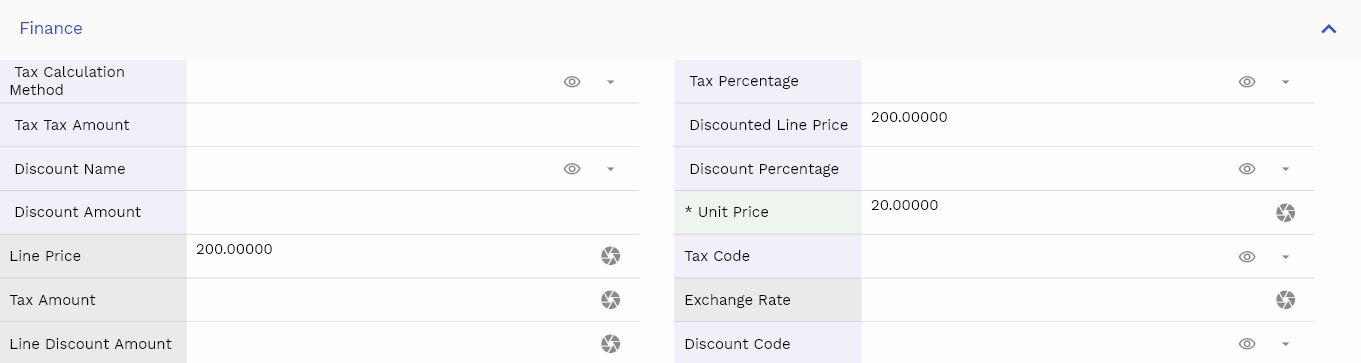 Finance
Tax Calculation
Method
Tax Percentage
Tax Tax Amount
Discounted Line Price 200.00000
Discount Name
Discount Percentage
Discount Amount
* Unit Price 20.00000
Line Price 200.00000
Tax Code
Tax Amount
Exchange Rate
Line Discount Amount
Discount Code